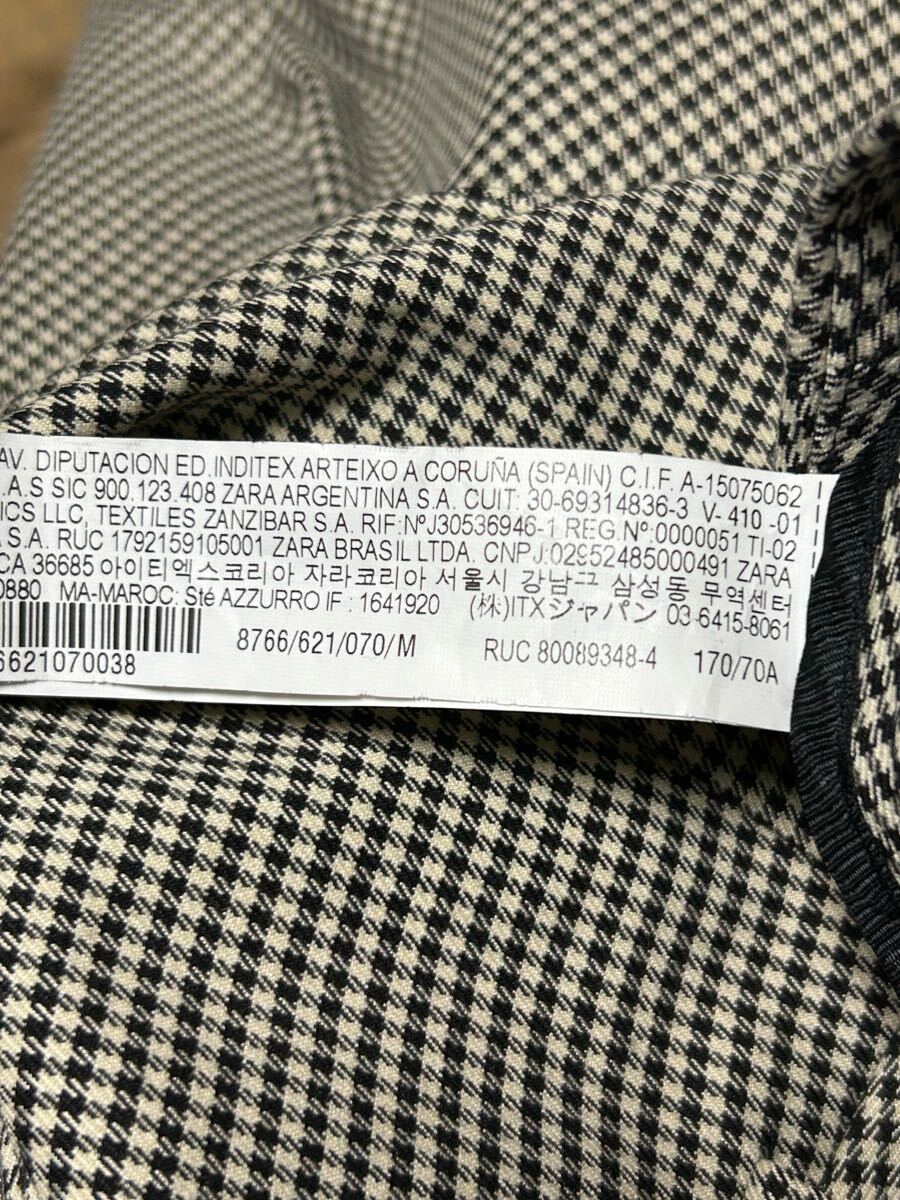 AV. DIPUTACION ED.INDITEX ARTEIXO A CORUÑA (SPAIN) C.I.F. A-15075062
.A.S SIC 900.123.408 ZARA ARGENTINA S.A. CUIT: 30-69314836-3 V-410 -01
ICS LLC, TEXTILES ZANZIBAR S.A. RIF:NºJ30536946-1 REG.Nº:0000051 TI-02
S.A. RUC 1792159105001 ZARA BRASIL LTDA. CNPJ:02952485000491 ZARA
CA 36685 아이티엑스코리아 자라코리아 서울시 강남구 삼성동 무역센터
0880 MA-MAROC: Sté AZZURRO IF : 1641920 (株)ITXジャパン 03-6415-8061
6621070038 8766/621/070/M RUC 80089348-4 170/70A